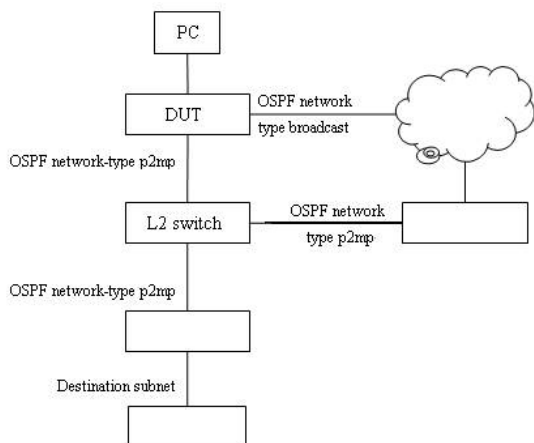 PC
DUT
OSPF network
type broadcast
OSPF network-type p2mp
L2 switch
OSPF network
type p2mp
OSPF network-type p2mp
Destination subnet